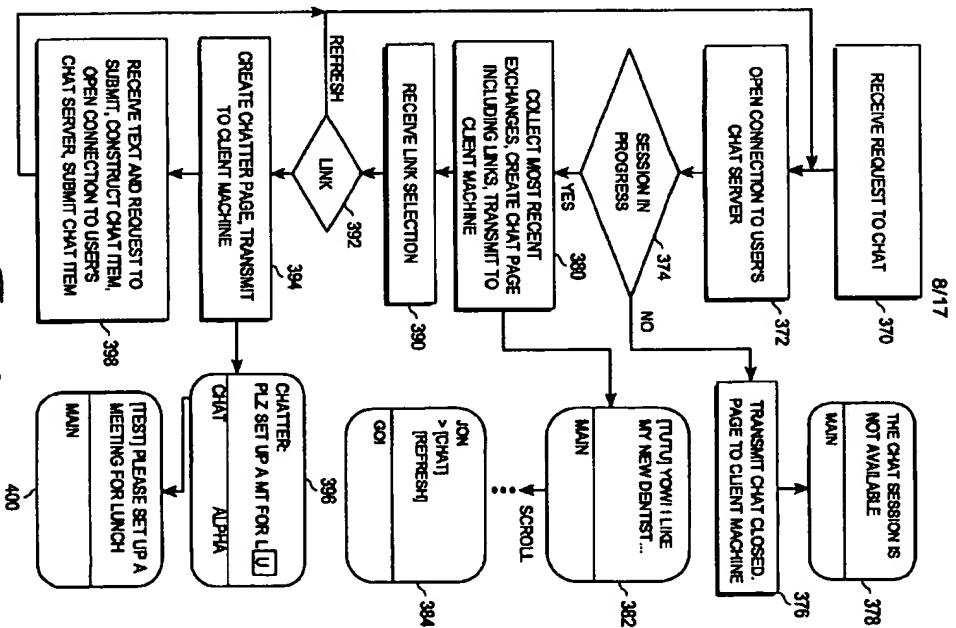 8/17
RECEIVE REQUEST TO CHAT
370
OPEN CONNECTION TO USER'S
CHAT SERVER
372
SESSION IN
PROGRESS
374
NO
YES
TRANSMIT CHAT CLOSED.
PAGE TO CLIENT MACHINE
376
THE CHAT SESSION IS
NOT AVAILABLE
MAIN
378
COLLECT MOST RECENT
EXCHANGES, CREATE CHAT PAGE
INCLUDING LINKS, TRANSMIT TO
CLIENT MACHINE
380
[TUTU] YOW! I LIKE
MY NEW DENTIST...
MAIN
382
SCROLL
JON
> [CHAT]
[REFRESH]
GO!
384
RECEIVE LINK SELECTION
390
LINK
392
REFRESH
CREATE CHATTER PAGE, TRANSMIT
TO CLIENT MACHINE
394
CHATTER:
PLZ SET UP A MT FOR L U
CHAT ALPHA
396
RECEIVE TEXT AND REQUEST TO
SUBMIT, CONSTRUCT CHAT ITEM,
OPEN CONNECTION TO USER'S
CHAT SERVER, SUBMIT CHAT ITEM
398
[TEST] PLEASE SET UP A
MEETING FOR LUNCH
MAIN
400